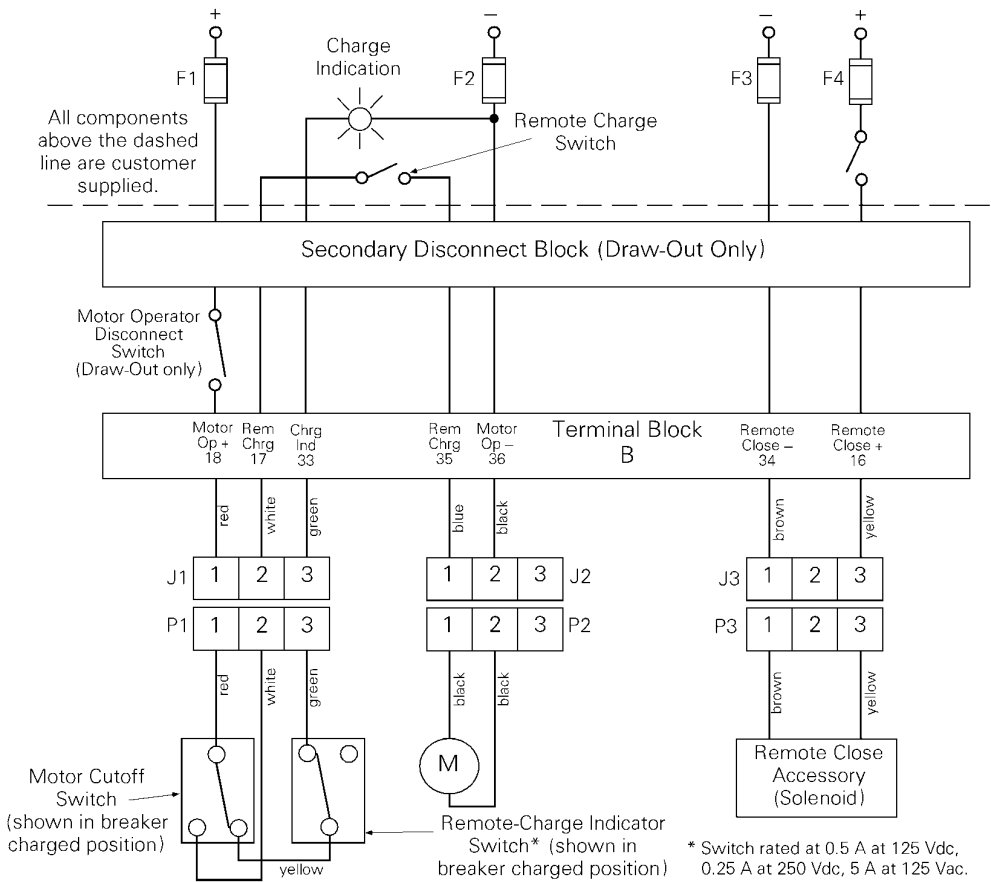 +
−
−
+
Charge
Indication
F1
F2
F3
F4
All components
above the dashed
line are customer
supplied.
Remote Charge
Switch
Secondary Disconnect Block (Draw-Out Only)
Motor Operator
Disconnect
Switch
(Draw-Out only)
Motor
Op +
18
Rem
Chrg
17
Chrg
Ind
33
Rem
Chrg
35
Motor
Op −
36
Terminal Block
B
Remote
Close −
34
Remote
Close +
16
red
white
green
blue
black
brown
yellow
J1
1
2
3
1
2
3
J2
J3
1
2
3
P1
1
2
3
1
2
3
P2
P3
1
2
3
red
white
green
black
black
brown
yellow
M
Remote Close
Accessory
(Solenoid)
Motor Cutoff
Switch
(shown in breaker
charged position)
yellow
Remote-Charge Indicator
Switch* (shown in
breaker charged position)
* Switch rated at 0.5 A at 125 Vdc,
0.25 A at 250 Vdc, 5 A at 125 Vac.